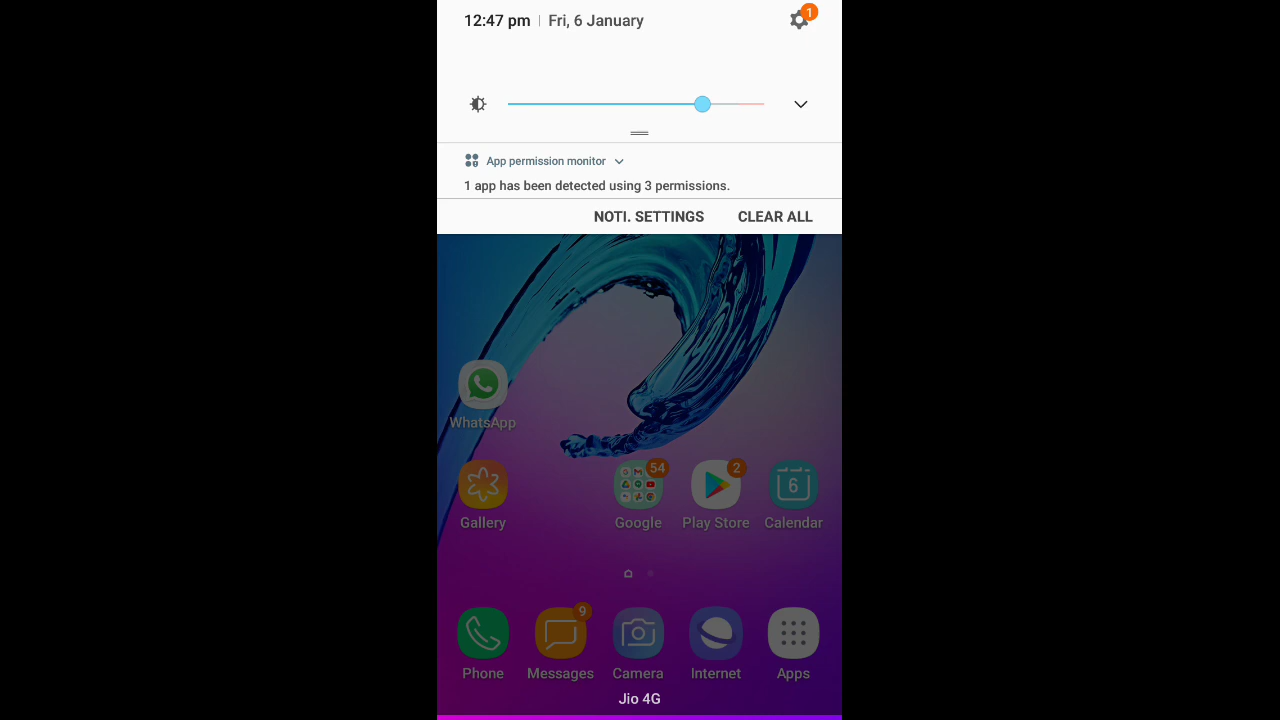 12:47 pm | Fri, 6 January
1
App permission monitor
1 app has been detected using 3 permissions.
NOTI. SETTINGS CLEAR ALL
WhatsApp
54 2 6
Gallery Google Play Store Calendar
9
Phone Messages Camera Internet Apps
Jio 4G